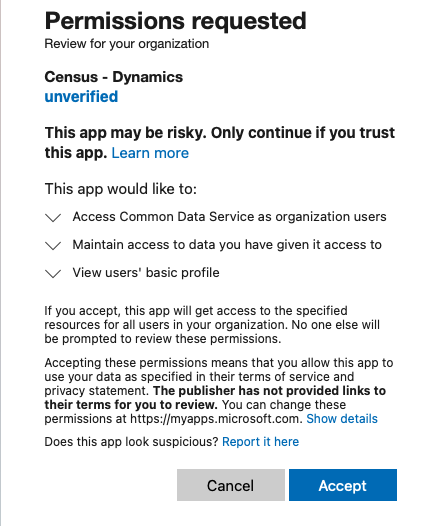 Permissions requested
Review for your organization
Census - Dynamics
unverified
This app may be risky. Only continue if you trust
this app. Learn more
This app would like to:
Access Common Data Service as organization users
Maintain access to data you have given it access to
View users' basic profile
If you accept, this app will get access to the specified
resources for all users in your organization. No one else will
be prompted to review these permissions.
Accepting these permissions means that you allow this app to
use your data as specified in their terms of service and
privacy statement. The publisher has not provided links to
their terms for you to review. You can change these
permissions at https://myapps.microsoft.com. Show details
Does this app look suspicious? Report it here
Cancel
Accept